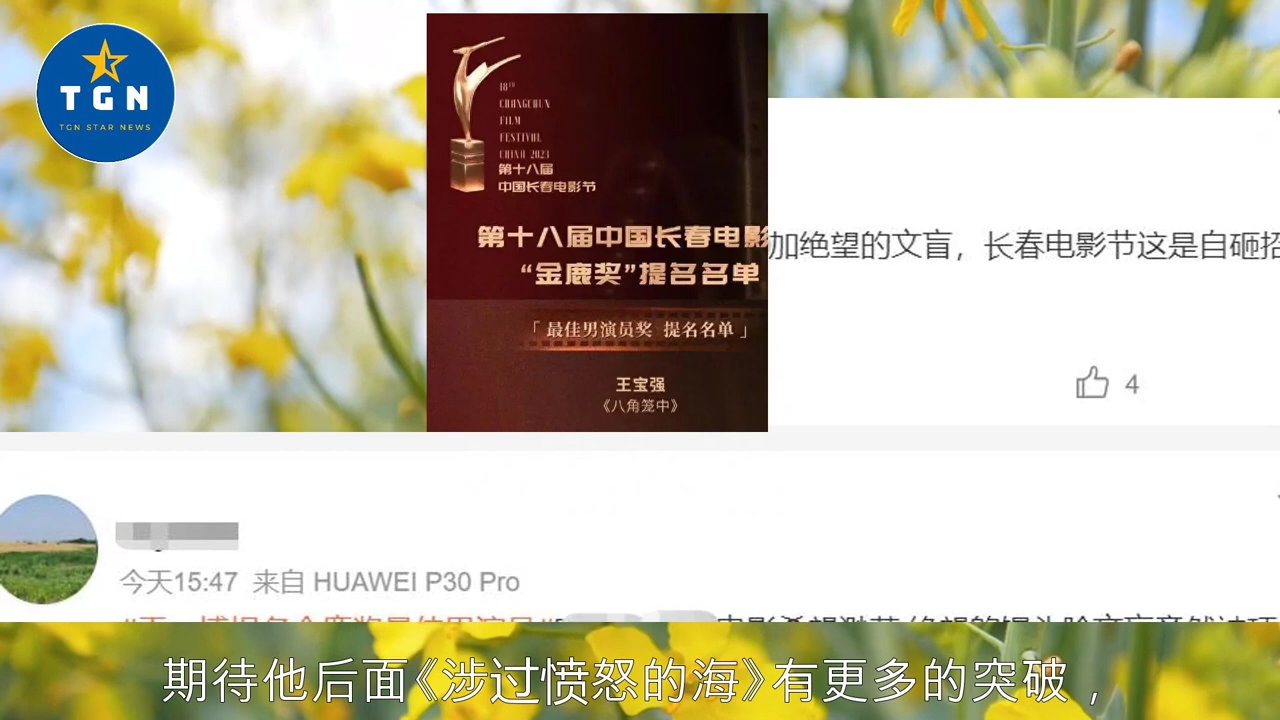 TGN
TGN STAR NEWS
18TH
CHANGCHUN
FILM
FESTIVAL
CHINA 2023
第十八届
中国长春电影节
第十八届中国长春电影
“金鹿奖”提名名单
「最佳男演员奖 提名名单」
王宝强
《八角笼中》
加绝望的文盲，长春电影节这是自砸招
4
今天15:47 来自 HUAWEI P30 Pro
期待他后面《涉过愤怒的海》有更多的突破，